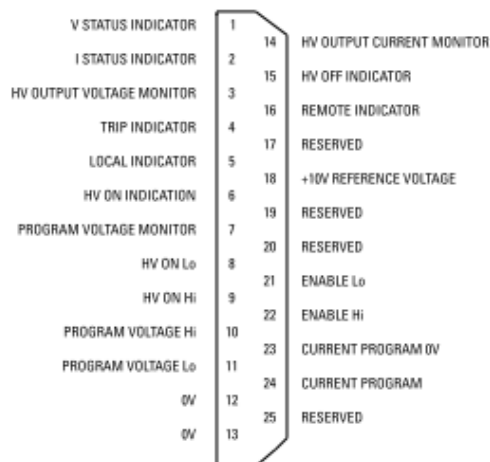 V STATUS INDICATOR 1
14 HV OUTPUT CURRENT MONITOR
I STATUS INDICATOR 2
15 HV OFF INDICATOR
HV OUTPUT VOLTAGE MONITOR 3
16 REMOTE INDICATOR
TRIP INDICATOR 4
17 RESERVED
LOCAL INDICATOR 5
18 +10V REFERENCE VOLTAGE
HV ON INDICATION 6
19 RESERVED
PROGRAM VOLTAGE MONITOR 7
20 RESERVED
HV ON Lo 8
21 ENABLE Lo
HV ON Hi 9
22 ENABLE Hi
PROGRAM VOLTAGE Hi 10
23 CURRENT PROGRAM 0V
PROGRAM VOLTAGE Lo 11
24 CURRENT PROGRAM
0V 12
25 RESERVED
0V 13